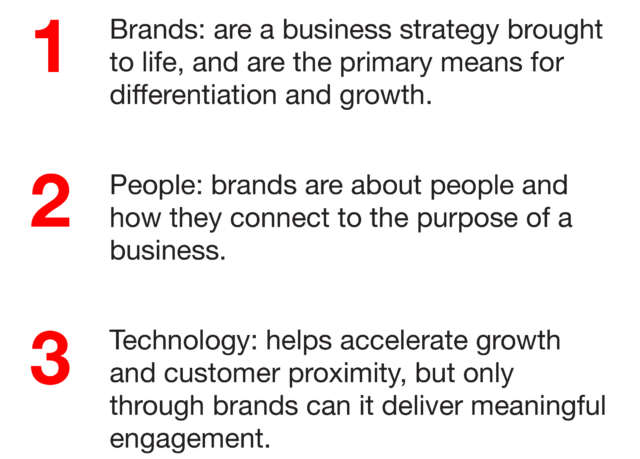 1
Brands: are a business strategy brought
to life, and are the primary means for
differentiation and growth.
2
People: brands are about people and
how they connect to the purpose of a
business.
3
Technology: helps accelerate growth
and customer proximity, but only
through brands can it deliver meaningful
engagement.